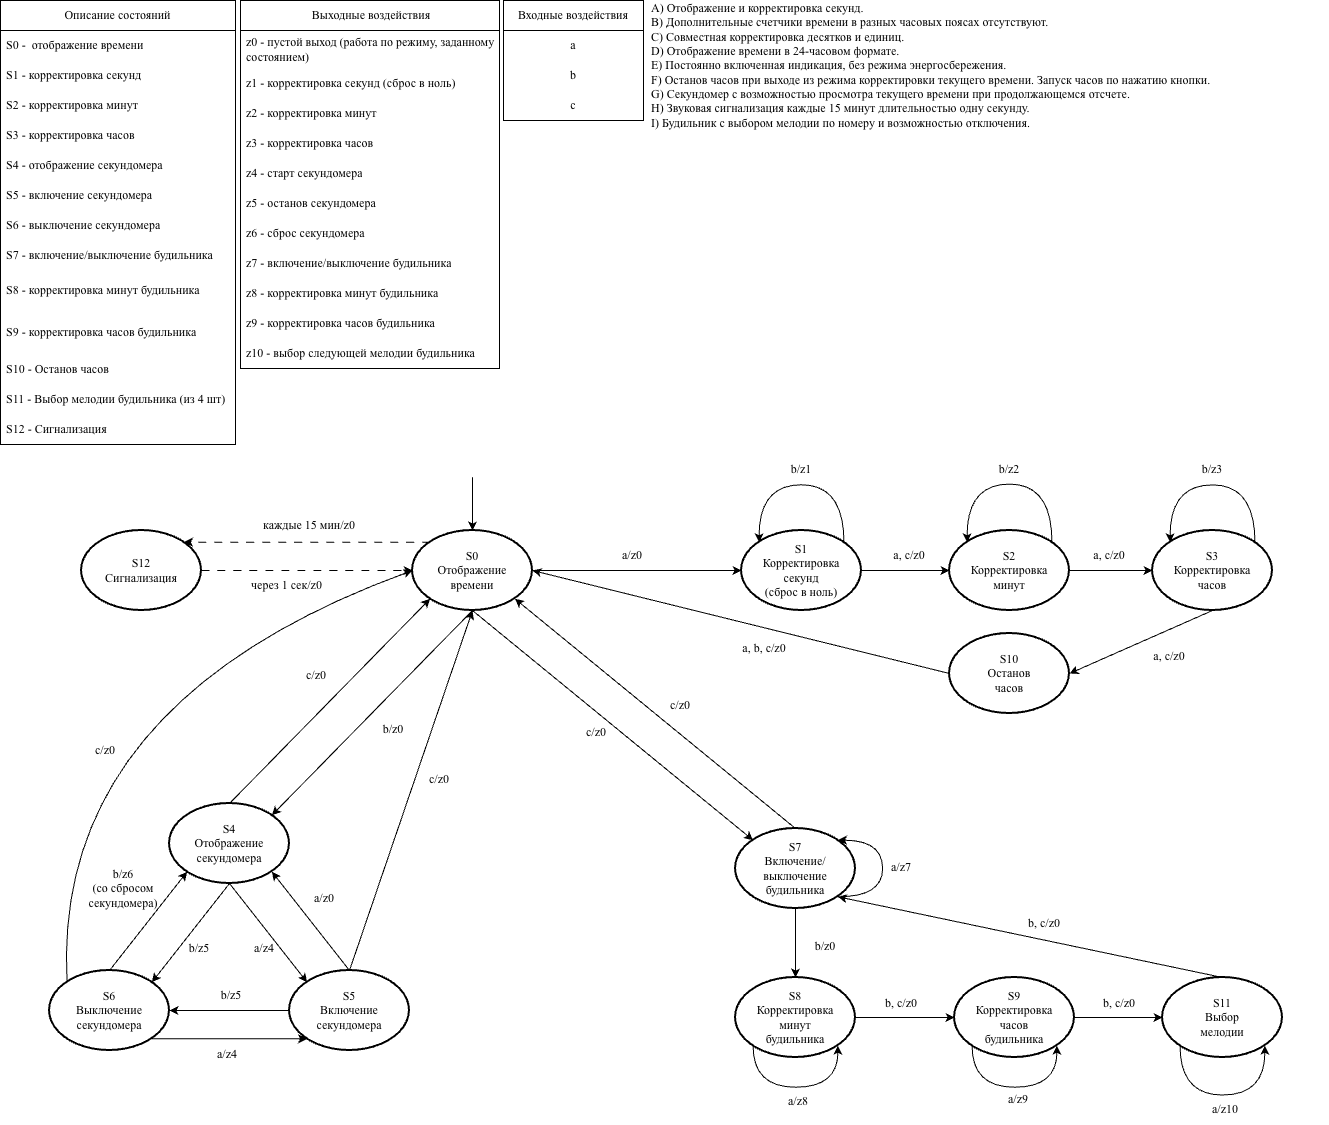 Описание состояний
S0 - отображение времени
S1 - корректировка секунд
S2 - корректировка минут
S3 - корректировка часов
S4 - отображение секундомера
S5 - включение секундомера
S6 - выключение секундомера
S7 - включение/выключение будильника
S8 - корректировка минут будильника
S9 - корректировка часов будильника
S10 - Останов часов
S11 - Выбор мелодии будильника (из 4 шт)
S12 - Сигнализация
Выходные воздействия
z0 - пустой выход (работа по режиму, заданному
состоянием)
z1 - корректировка секунд (сброс в ноль)
z2 - корректировка минут
z3 - корректировка часов
z4 - старт секундомера
z5 - останов секундомера
z6 - сброс секундомера
z7 - включение/выключение будильника
z8 - корректировка минут будильника
z9 - корректировка часов будильника
z10 - выбор следующей мелодии будильника
Входные воздействия
a
b
c
A) Отображение и корректировка секунд.
B) Дополнительные счетчики времени в разных часовых поясах отсутствуют.
C) Совместная корректировка десятков и единиц.
D) Отображение времени в 24-часовом формате.
E) Постоянно включенная индикация, без режима энергосбережения.
F) Останов часов при выходе из режима корректировки текущего времени. Запуск часов по нажатию кнопки.
G) Секундомер с возможностью просмотра текущего времени при продолжающемся отсчете.
H) Звуковая сигнализация каждые 15 минут длительностью одну секунду.
I) Будильник с выбором мелодии по номеру и возможностью отключения.
b/z1
b/z2
b/z3
каждые 15 мин/z0
S12
Сигнализация
через 1 сек/z0
S0
Отображение
времени
a/z0
S1
Корректировка
секунд
(сброс в ноль)
a, c/z0
S2
Корректировка
минут
a, c/z0
S3
Корректировка
часов
a, b, c/z0
S10
Останов
часов
a, c/z0
c/z0
b/z0
c/z0
c/z0
c/z0
c/z0
S4
Отображение
секундомера
b/z6
(со сбросом
секундомера)
a/z0
b/z5
a/z4
S6
Выключение
секундомера
b/z5
S5
Включение
секундомера
a/z4
S7
Включение/
выключение
будильника
a/z7
b, c/z0
b/z0
S8
Корректировка
минут
будильника
b, c/z0
S9
Корректировка
часов
будильника
b, c/z0
S11
Выбор
мелодии
a/z8
a/z9
a/z10